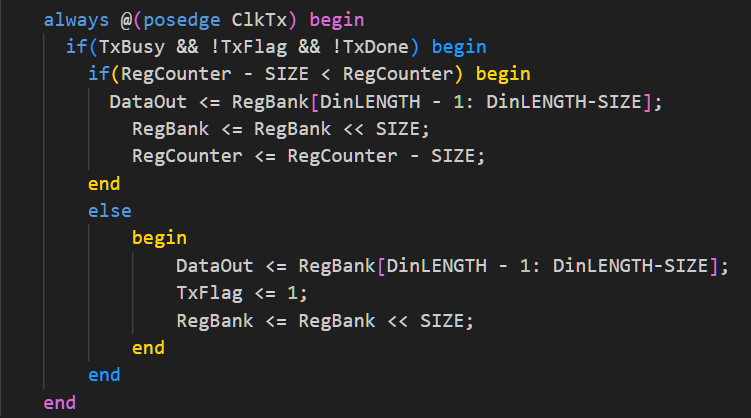 always @(posedge ClkTx) begin
if(TxBusy && !TxFlag && !TxDone) begin
if(RegCounter - SIZE < RegCounter) begin
DataOut <= RegBank[DinLENGTH - 1: DinLENGTH-SIZE];
RegBank <= RegBank << SIZE;
RegCounter <= RegCounter - SIZE;
end
else
begin
DataOut <= RegBank[DinLENGTH - 1: DinLENGTH-SIZE];
TxFlag <= 1;
RegBank <= RegBank << SIZE;
end
end
end